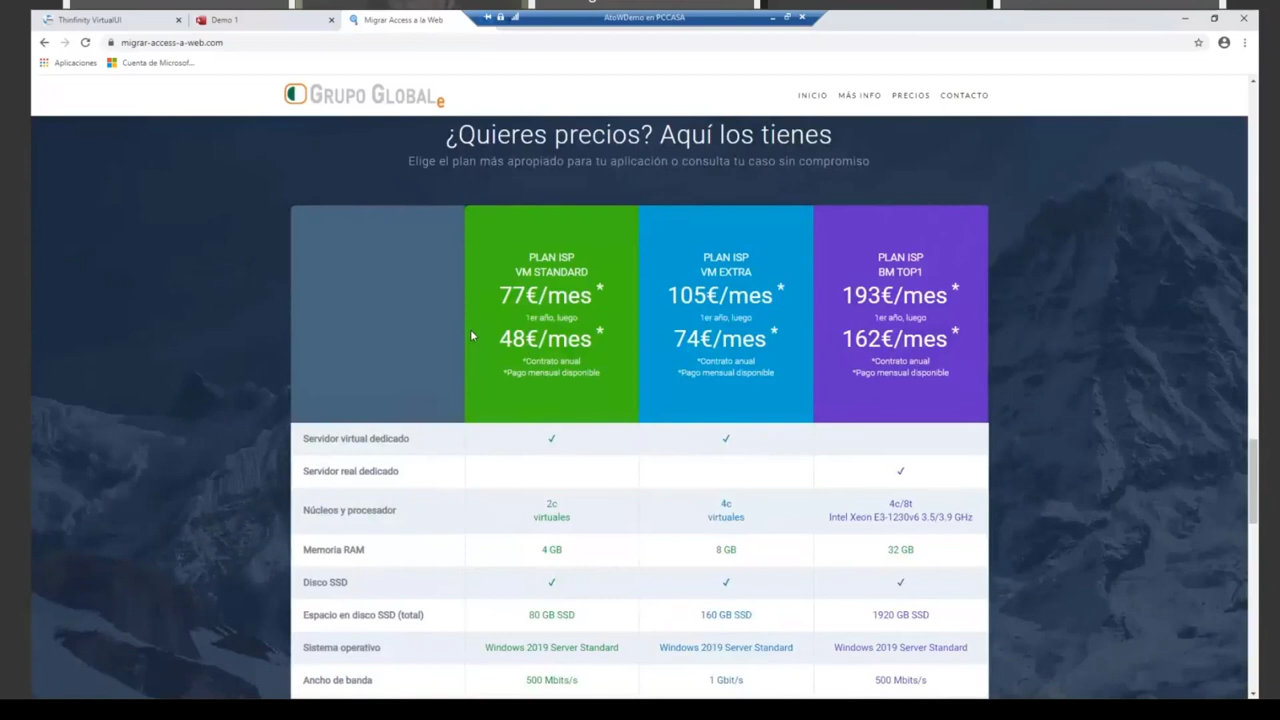 Thinfinity VirtualUI
Demo 1
Migrar Access a la Web
AtoWDemo en PCCASA
migrar-access-a-web.com
Aplicaciones
Cuenta de Microsof...
GRUPO GLOBALe
INICIO MÁS INFO PRECIOS CONTACTO
¿Quieres precios? Aquí los tienes
Elige el plan más apropiado para tu aplicación o consulta tu caso sin compromiso
PLAN ISP
VM STANDARD
77€/mes *
1er año, luego
48€/mes *
*Contrato anual
*Pago mensual disponible
PLAN ISP
VM EXTRA
105€/mes *
1er año, luego
74€/mes *
*Contrato anual
*Pago mensual disponible
PLAN ISP
BM TOP1
193€/mes *
1er año, luego
162€/mes *
*Contrato anual
*Pago mensual disponible
Servidor virtual dedicado ✓ ✓
Servidor real dedicado ✓
Núcleos y procesador
2c
virtuales
4c
virtuales
4c/8t
Intel Xeon E3-1230v6 3.5/3.9 GHz
Memoria RAM 4 GB 8 GB 32 GB
Disco SSD ✓ ✓ ✓
Espacio en disco SSD (total) 80 GB SSD 160 GB SSD 1920 GB SSD
Sistema operativo Windows 2019 Server Standard Windows 2019 Server Standard Windows 2019 Server Standard
Ancho de banda 500 Mbits/s 1 Gbit/s 500 Mbits/s